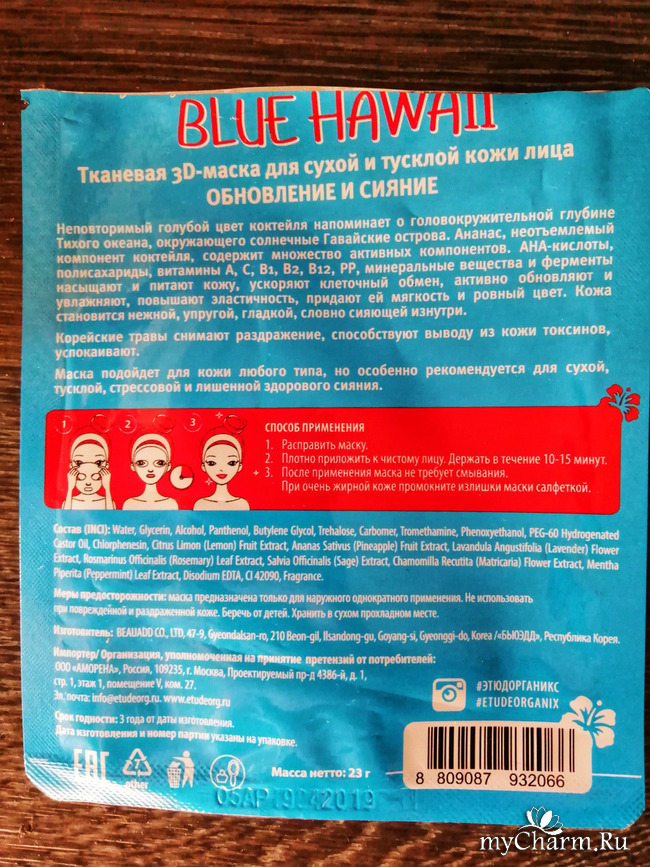 BLUE HAWAII
Тканевая 3D-маска для сухой и тусклой кожи лица
ОБНОВЛЕНИЕ И СИЯНИЕ
Неповторимый голубой цвет коктейля напоминает о головокружительной глубине
Тихого океана, окружающего солнечные Гавайские острова. Ананас, неотъемлемый
компонент коктейля, содержит множество активных компонентов. АНА-кислоты,
полисахариды, витамины А, С, В1, В2, В12, РР, минеральные вещества и ферменты
насыщают и питают кожу, ускоряют клеточный обмен, активно обновляют и
увлажняют, повышают эластичность, придают ей мягкость и ровный цвет. Кожа
становится нежной, упругой, гладкой, словно сияющей изнутри.
Корейские травы снимают раздражение, способствуют выводу из кожи токсинов,
успокаивают.
Маска подойдет для кожи любого типа, но особенно рекомендуется для сухой,
тусклой, стрессовой и лишенной здорового сияния.
1 2 3
СПОСОБ ПРИМЕНЕНИЯ
1. Расправить маску.
2. Плотно приложить к чистому лицу. Держать в течение 10-15 минут.
3. После применения маска не требует смывания.
При очень жирной коже промокните излишки маски салфеткой.
Состав (INCI): Water, Glycerin, Alcohol, Panthenol, Butylene Glycol, Trehalose, Carbomer, Tromethamine, Phenoxyethanol, PEG-60 Hydrogenated
Castor Oil, Chlorphenesin, Citrus Limon (Lemon) Fruit Extract, Ananas Sativus (Pineapple) Fruit Extract, Lavandula Angustifolia (Lavender) Flower
Extract, Rosmarinus Officinalis (Rosemary) Leaf Extract, Salvia Officinalis (Sage) Extract, Chamomilla Recutita (Matricaria) Flower Extract, Mentha
Piperita (Peppermint) Leaf Extract, Disodium EDTA, CI 42090, Fragrance.
Меры предосторожности: маска предназначена только для наружного однократного применения. Не использовать
при поврежденной и раздраженной коже. Беречь от детей. Хранить в сухом прохладном месте.
Изготовитель: BEAUADD CO., LTD, 47-9, Gyeondalsan-ro, 210 Beon-gil, Ilsandong-gu, Goyang-si, Gyeonggi-do, Korea /«БЬЮЭДД», Республика Корея.
Импортер/ Организация, уполномоченная на принятие претензий от потребителей:
ООО «АМОРЕНА», Россия, 109235, г. Москва, Проектируемый пр-д 4386-й, д. 1,
стр. 1, этаж 1, помещение V, ком. 27.
Эл. почта: info@etudeorg.ru. www.etudeorg.ru
#ЭТЮДОРГАНИКС
#ETUDEORGANIX
Срок годности: 3 года от даты изготовления.
Дата изготовления и номер партии указаны на упаковке.
EAC
7
other
Масса нетто: 23 г
8 809087 932066
05AP19 042019
myCharm.Ru